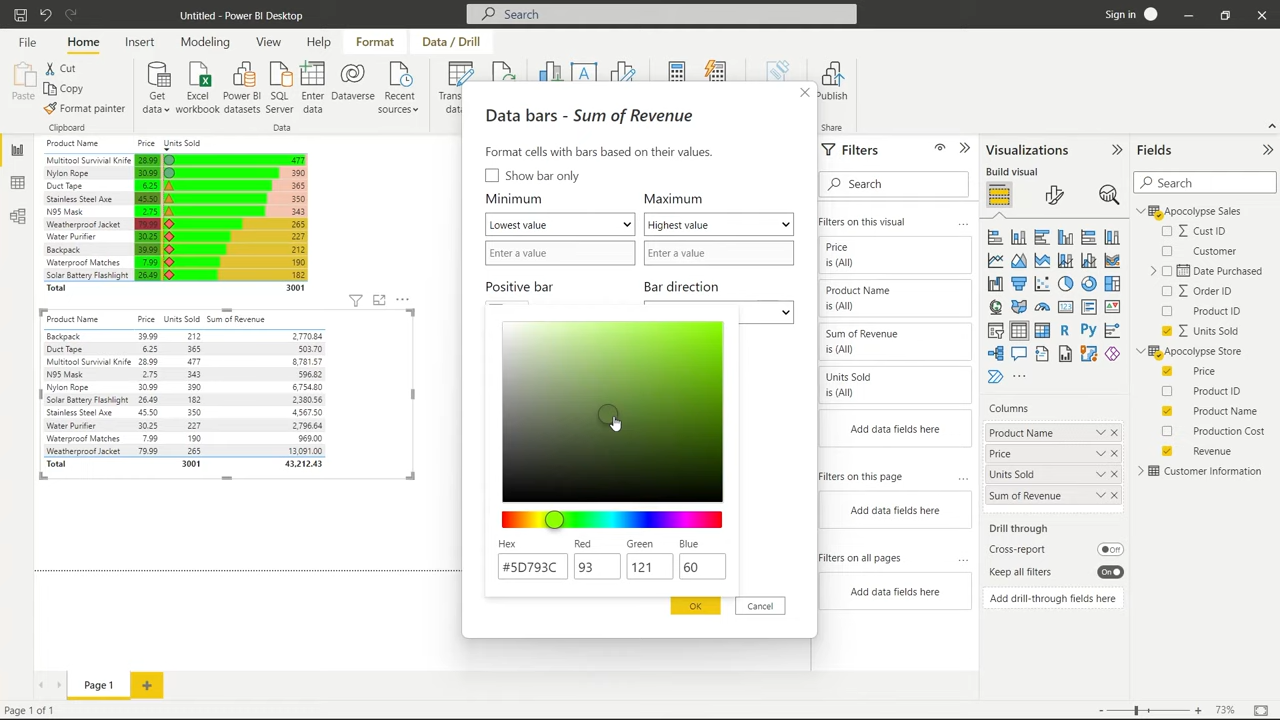 Untitled - Power BI Desktop
Search
Sign in
File
Home
Insert
Modeling
View
Help
Format
Data / Drill
Paste
Cut
Copy
Format painter
Clipboard
Get data
Excel workbook
Power BI datasets
SQL Server
Enter data
Dataverse
Recent sources
Data
Publish
Share
Product Name Price Units Sold
Multitool Survivial Knife 28.99 477
Nylon Rope 30.99 390
Duct Tape 6.25 365
Stainless Steel Axe 45.50 350
N95 Mask 2.75 343
Weatherproof Jacket 79.99 265
Water Purifier 30.25 227
Backpack 39.99 212
Waterproof Matches 7.99 190
Solar Battery Flashlight 26.49 182
Total 3001
Product Name Price Units Sold Sum of Revenue
Backpack 39.99 212 2,770.84
Duct Tape 6.25 365 503.70
Multitool Survivial Knife 28.99 477 8,781.57
N95 Mask 2.75 343 596.82
Nylon Rope 30.99 390 6,754.80
Solar Battery Flashlight 26.49 182 2,380.56
Stainless Steel Axe 45.50 350 4,567.50
Water Purifier 30.25 227 2,796.64
Waterproof Matches 7.99 190 969.00
Weatherproof Jacket 79.99 265 13,091.00
Total 3001 43,212.43
Data bars - Sum of Revenue
Format cells with bars based on their values.
Show bar only
Minimum Maximum
Lowest value Highest value
Enter a value Enter a value
Positive bar Bar direction
Hex Red Green Blue
#5D793C 93 121 60
OK Cancel
Filters
Search
Filters on this visual
Price
is (All)
Product Name
is (All)
Sum of Revenue
is (All)
Units Sold
is (All)
Add data fields here
Filters on this page
Add data fields here
Filters on all pages
Add data fields here
Visualizations
Build visual
Columns
Product Name
Price
Units Sold
Sum of Revenue
Drill through
Cross-report Off
Keep all filters On
Add drill-through fields here
Fields
Search
Apocolypse Sales
Cust ID
Customer
Date Purchased
Order ID
Product ID
Units Sold
Apocolypse Store
Price
Product ID
Product Name
Production Cost
Revenue
Customer Information
Page 1
Page 1 of 1
73%